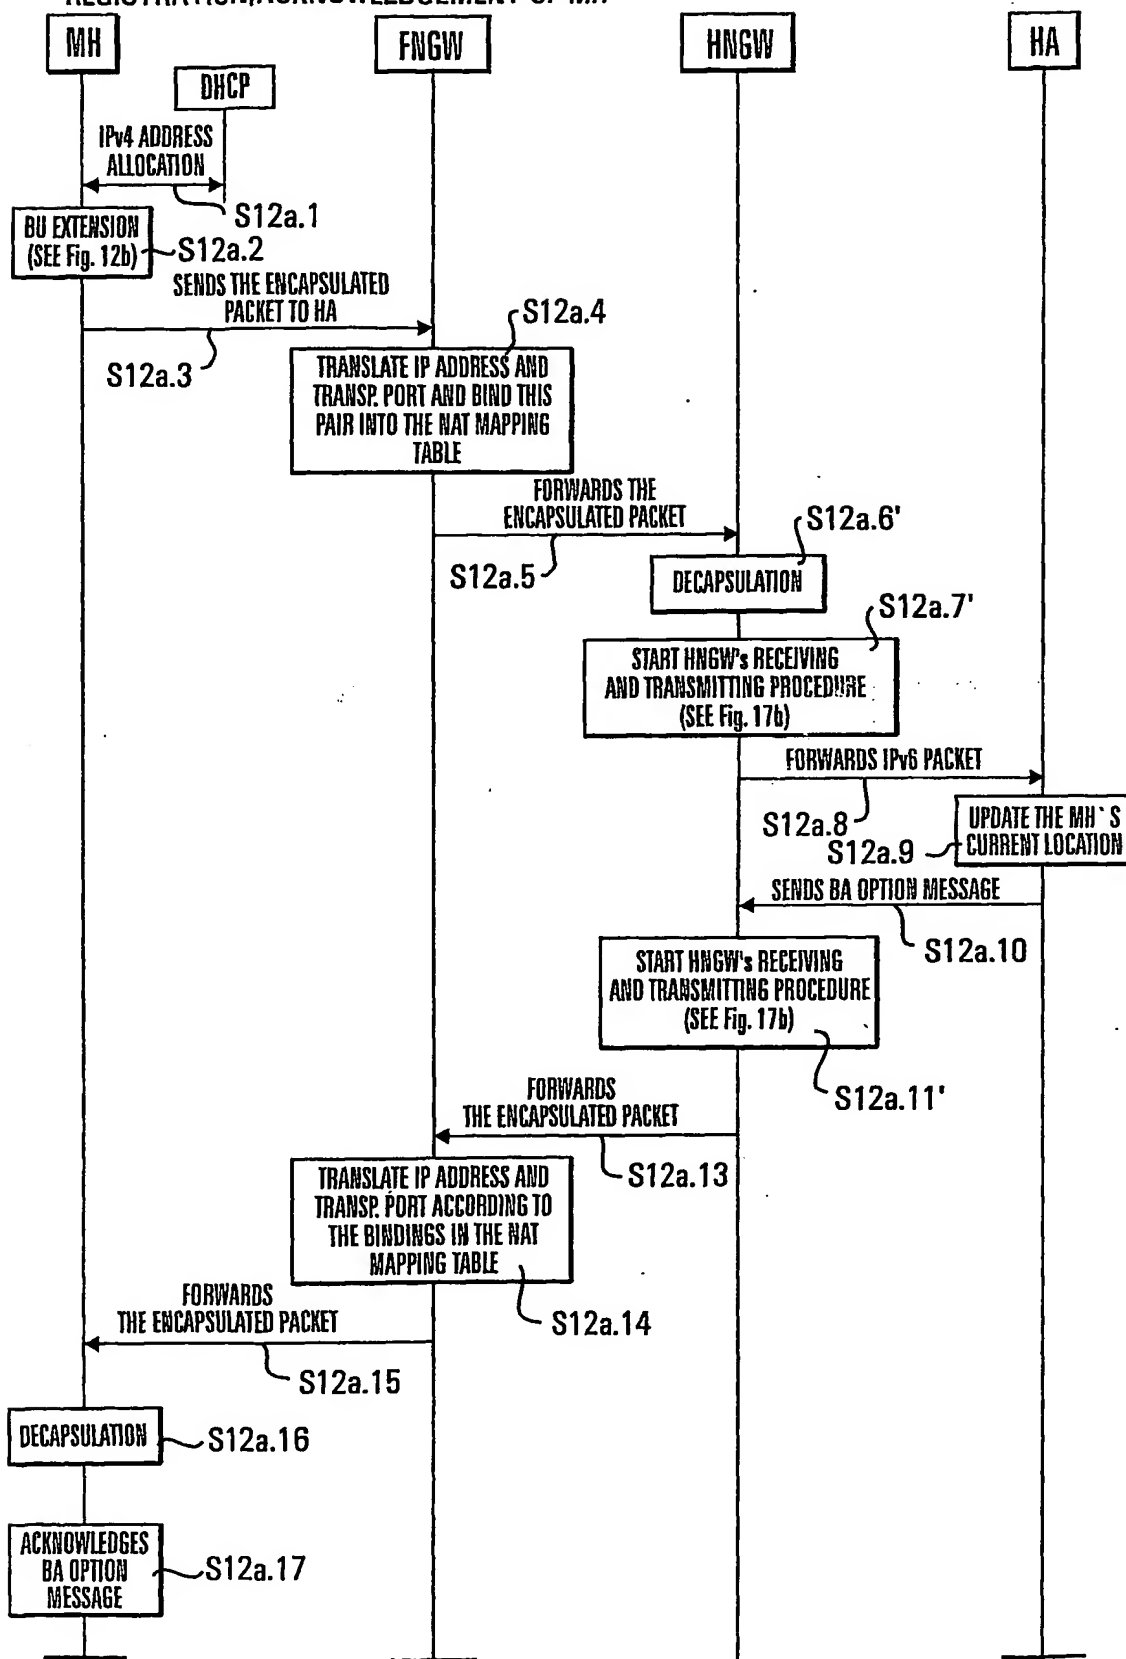 REGISTRATION/ACKNOWLEDGEMENT OF MH
MH
FNGW
HNGW
HA
DHCP
IPv4 ADDRESS
ALLOCATION
S12a.1
BU EXTENSION
(SEE Fig. 12b)
S12a.2
SENDS THE ENCAPSULATED
PACKET TO HA
S12a.3
S12a.4
TRANSLATE IP ADDRESS AND
TRANSP. PORT AND BIND THIS
PAIR INTO THE NAT MAPPING
TABLE
FORWARDS THE
ENCAPSULATED PACKET
S12a.5
S12a.6'
DECAPSULATION
S12a.7'
START HNGW's RECEIVING
AND TRANSMITTING PROCEDURE
(SEE Fig. 17b)
FORWARDS IPv6 PACKET
S12a.8
UPDATE THE MH`S
CURRENT LOCATION
S12a.9
SENDS BA OPTION MESSAGE
S12a.10
START HNGW's RECEIVING
AND TRANSMITTING PROCEDURE
(SEE Fig. 17b)
S12a.11'
FORWARDS
THE ENCAPSULATED PACKET
S12a.13
TRANSLATE IP ADDRESS AND
TRANSP. PORT ACCORDING TO
THE BINDINGS IN THE NAT
MAPPING TABLE
S12a.14
FORWARDS
THE ENCAPSULATED PACKET
S12a.15
DECAPSULATION
S12a.16
ACKNOWLEDGES
BA OPTION
MESSAGE
S12a.17